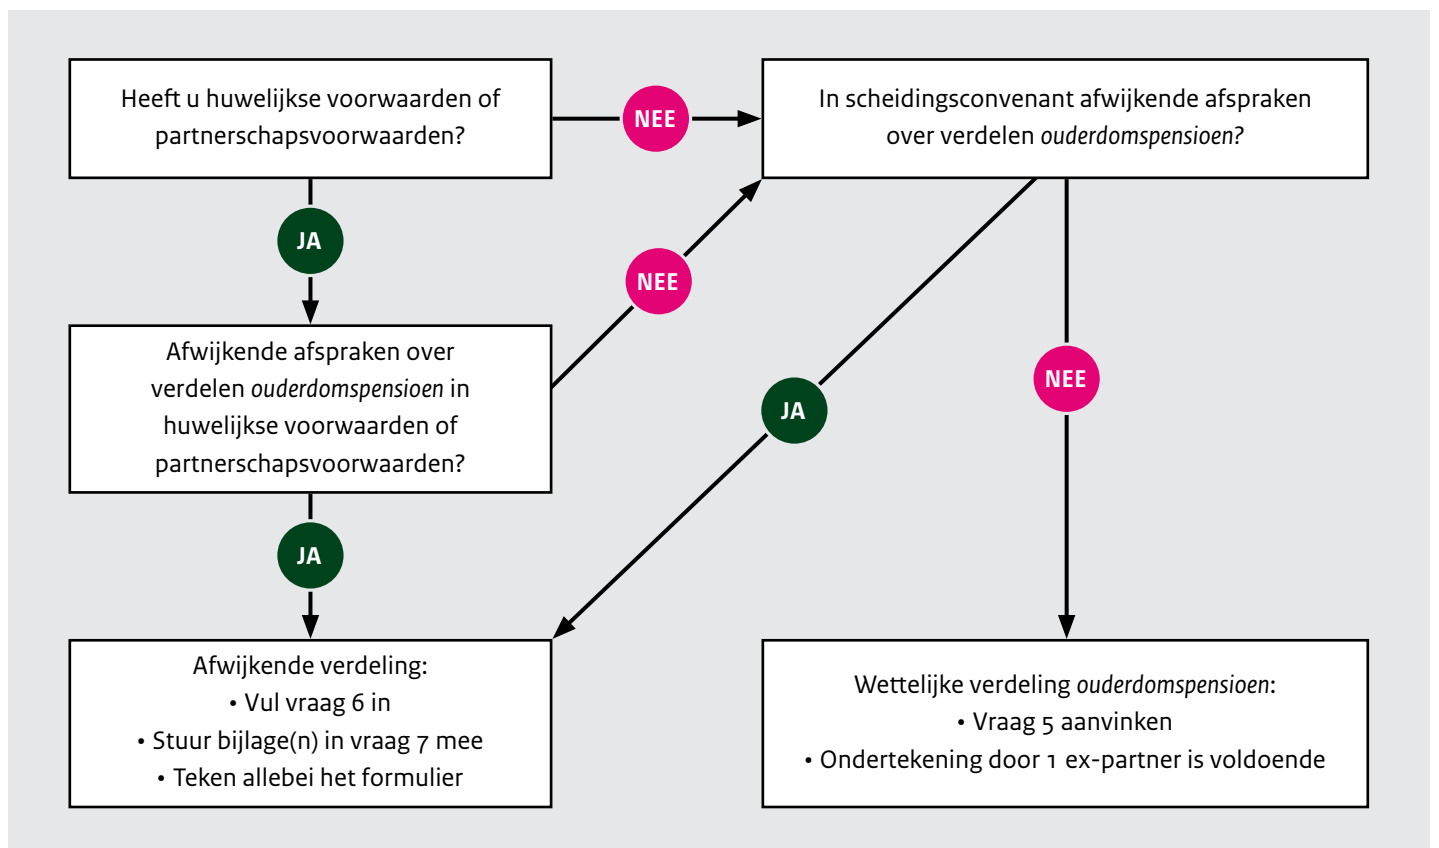 Heeft u huwelijkse voorwaarden of
partnerschapsvoorwaarden?
NEE
In scheidingsconvenant afwijkende afspraken
over verdelen ouderdomspensioen?
JA
NEE
Afwijkende afspraken over
verdelen ouderdomspensioen in
huwelijkse voorwaarden of
partnerschapsvoorwaarden?
JA
NEE
JA
Afwijkende verdeling:
• Vul vraag 6 in
• Stuur bijlage(n) in vraag 7 mee
• Teken allebei het formulier
Wettelijke verdeling ouderdomspensioen:
• Vraag 5 aanvinken
• Ondertekening door 1 ex-partner is voldoende